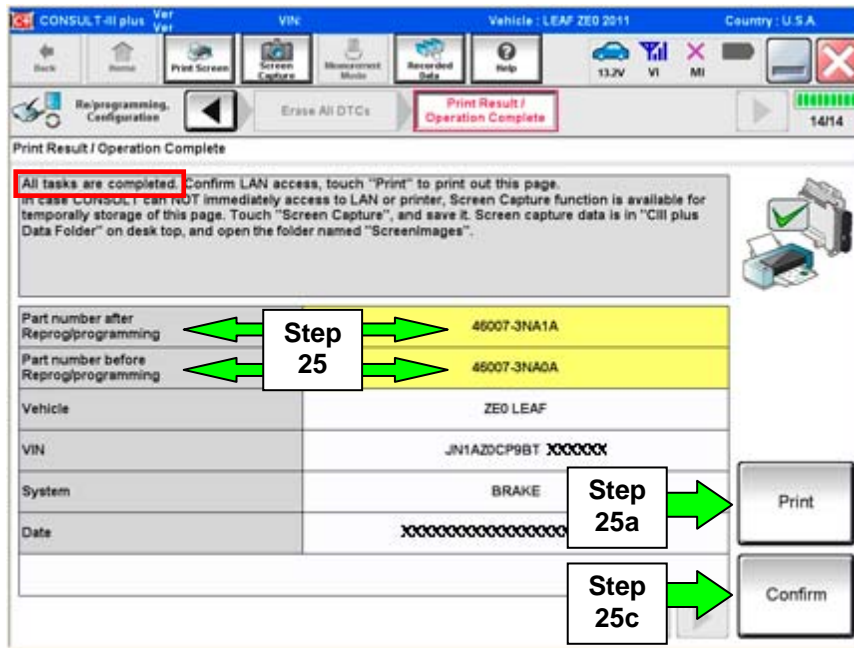 CONSULT-III plus Ver
Ver
VIN:
Vehicle : LEAF ZE0 2011
Country : U.S.A.
Back
Home
Print Screen
Screen
Capture
Measurement
Mode
Recorded
Data
Help
13.2V
VI
MI
Re/programming,
Configuration
Erase All DTCs
Print Result /
Operation Complete
14/14
Print Result / Operation Complete
All tasks are completed. Confirm LAN access, touch "Print" to print out this page.
In case CONSULT can NOT immediately access to LAN or printer, Screen Capture function is available for
temporally storage of this page. Touch "Screen Capture", and save it. Screen capture data is in "CIII plus
Data Folder" on desk top, and open the folder named "ScreenImages".
Part number after
Reprog/programming
46007-3NA1A
Step
25
Part number before
Reprog/programming
46007-3NA0A
Vehicle
ZE0 LEAF
VIN
JN1AZ0CP9BT XXXXXX
System
BRAKE
Step
25a
Print
Date
XXXXXXXXXXXXXXXXXX
Step
25c
Confirm